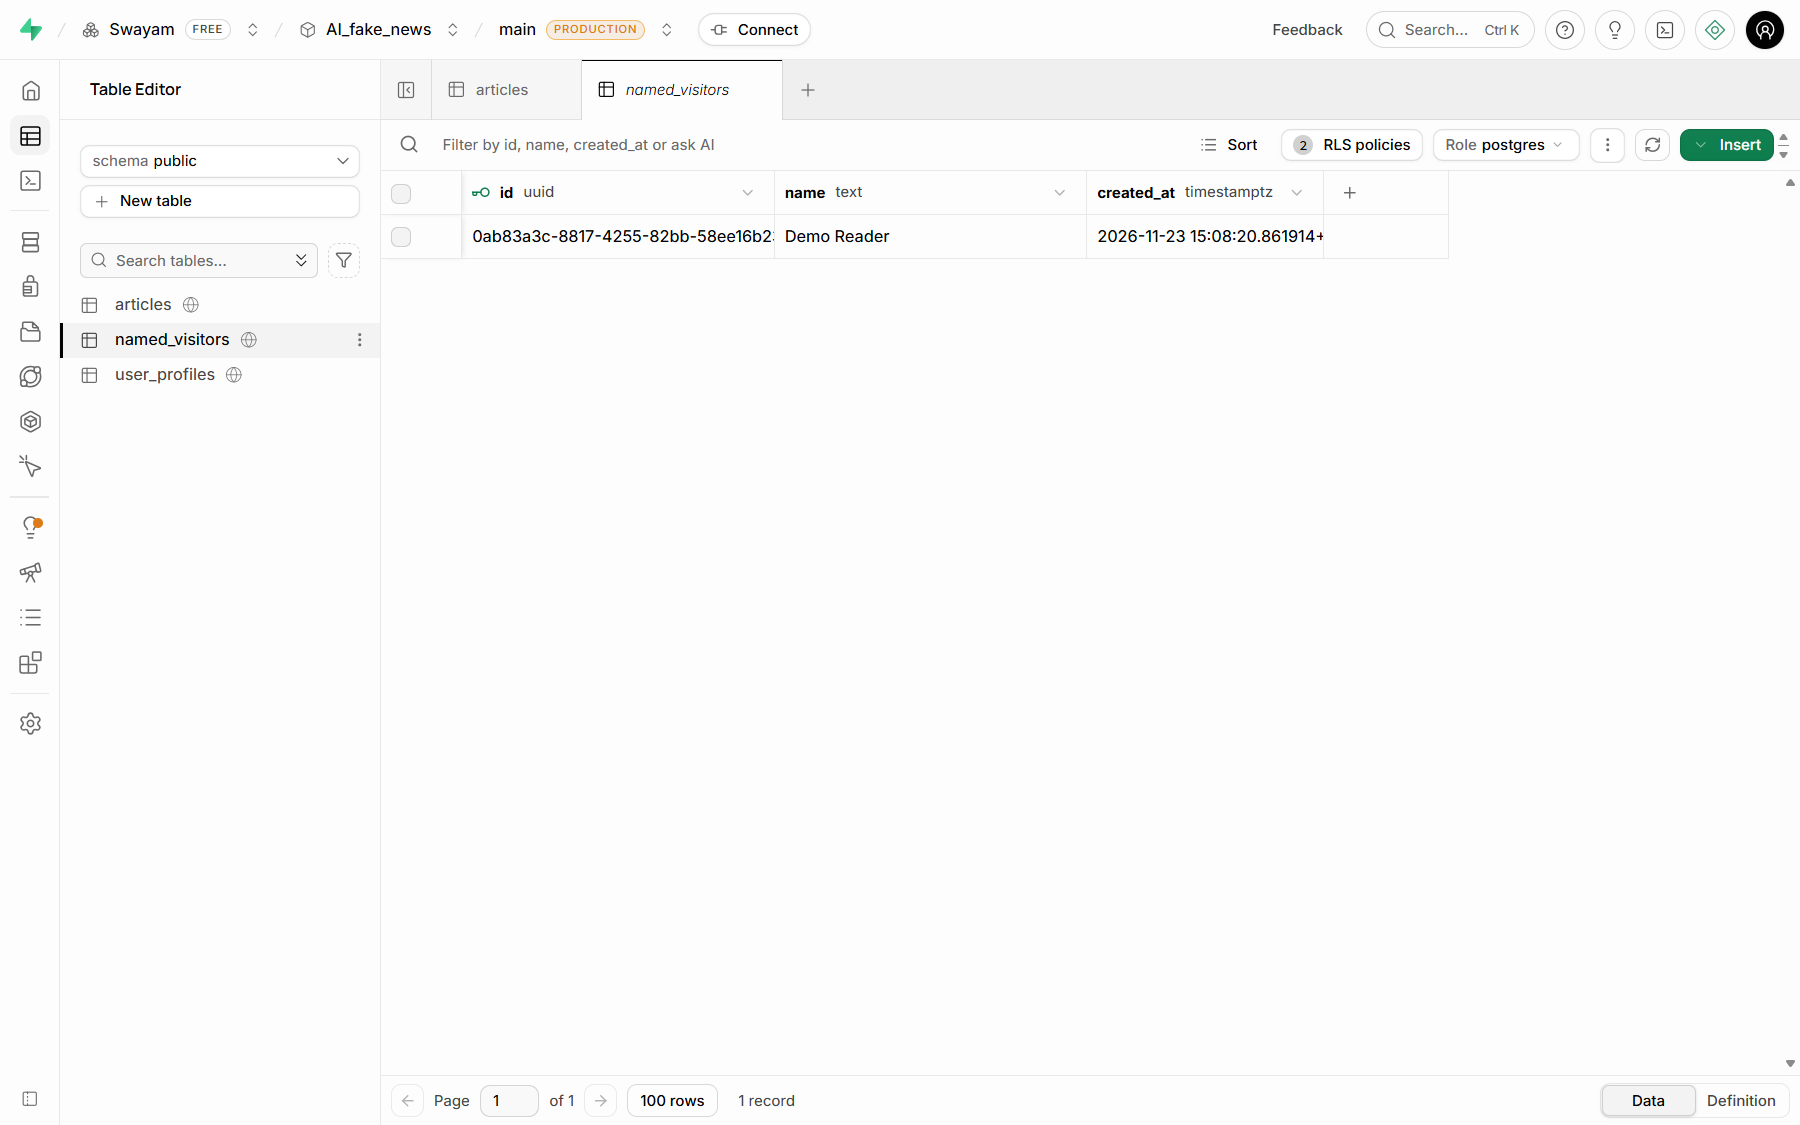 Swayam FREE AI_fake_news main PRODUCTION Connect Feedback Search... Ctrl K
Table Editor
articles named_visitors
schema public
New table
Search tables...
articles
named_visitors
user_profiles
Filter by id, name, created_at or ask AI Sort 2 RLS policies Role postgres Insert
id uuid name text created_at timestamptz
0ab83a3c-8817-4255-82bb-58ee16b2 Demo Reader 2026-11-23 15:08:20.861914+
Page 1 of 1 100 rows 1 record Data Definition